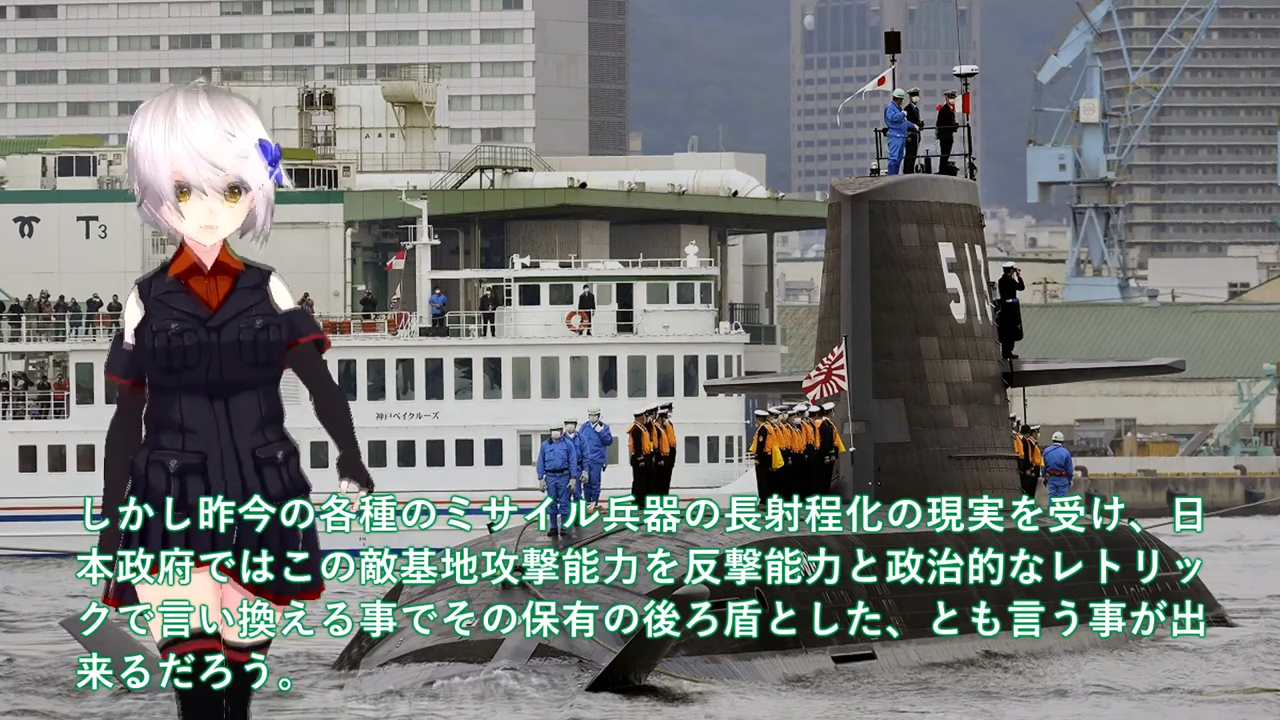 T3
神戸ベイクルーズ
しかし昨今の各種のミサイル兵器の長射程化の現実を受け、日
本政府ではこの敵基地攻撃能力を反撃能力と政治的なレトリッ
クで言い換える事でその保有の後ろ盾とした、とも言う事が出
来るだろう。